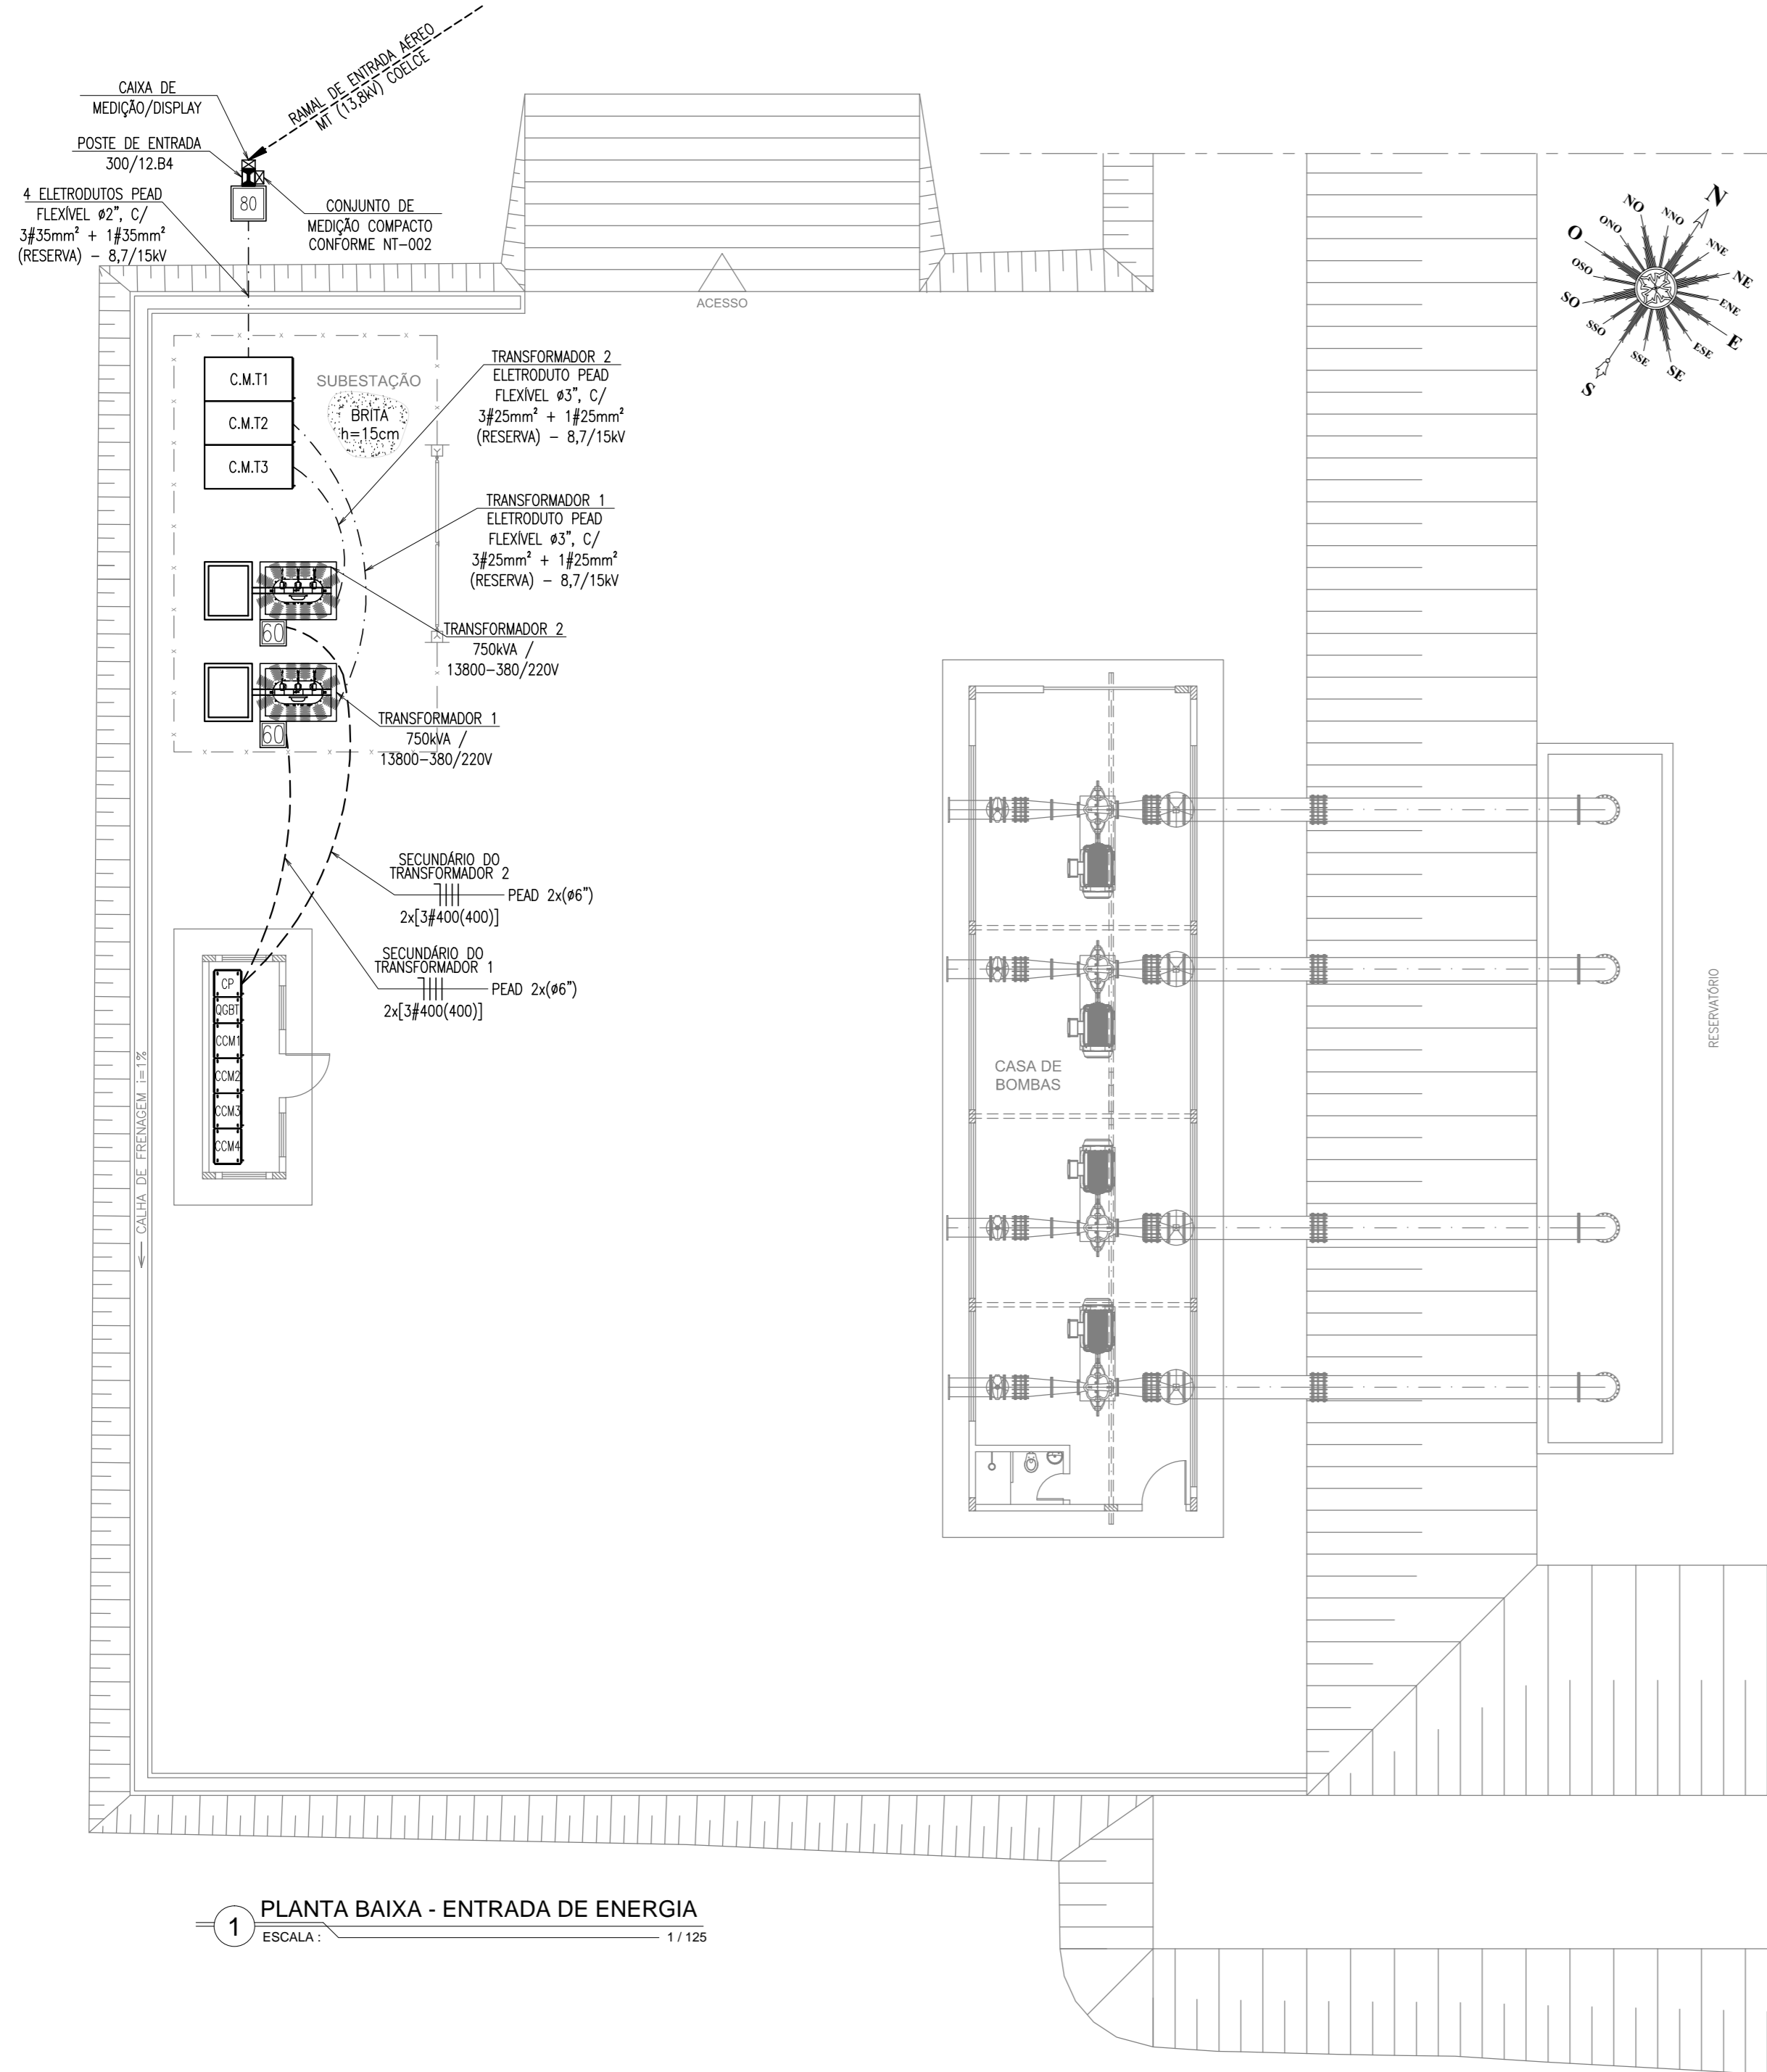 RAMAL DE ENTRADA AÉREO
MT (13,8kV) COELCE
CAIXA DE
MEDIÇÃO/DISPLAY
POSTE DE ENTRADA
300/12.B4
4 ELETRODUTOS PEAD
FLEXÍVEL ø2", C/
3#35mm² + 1#35mm²
(RESERVA) - 8,7/15kV
80
CONJUNTO DE
MEDIÇÃO COMPACTO
CONFORME NT-002
ACESSO
N
NNE
NE
ENE
E
ESE
SE
SSE
S
SSO
SO
OSO
O
ONO
NO
NNO
C.M.T1
C.M.T2
C.M.T3
SUBESTAÇÃO
BRITA
h=15cm
TRANSFORMADOR 2
ELETRODUTO PEAD
FLEXÍVEL ø3", C/
3#25mm² + 1#25mm²
(RESERVA) - 8,7/15kV
TRANSFORMADOR 1
ELETRODUTO PEAD
FLEXÍVEL ø3", C/
3#25mm² + 1#25mm²
(RESERVA) - 8,7/15kV
60
TRANSFORMADOR 2
750kVA /
13800-380/220V
60
TRANSFORMADOR 1
750kVA /
13800-380/220V
SECUNDÁRIO DO
TRANSFORMADOR 2
PEAD 2x(ø6")
2x[3#400(400)]
SECUNDÁRIO DO
TRANSFORMADOR 1
PEAD 2x(ø6")
2x[3#400(400)]
CP
QGBT
CCM1
CCM2
CCM3
CCM4
CALHA DE FRENAGEM i=1%
CASA DE
BOMBAS
RESERVATÓRIO
1
PLANTA BAIXA - ENTRADA DE ENERGIA
ESCALA : 1 / 125